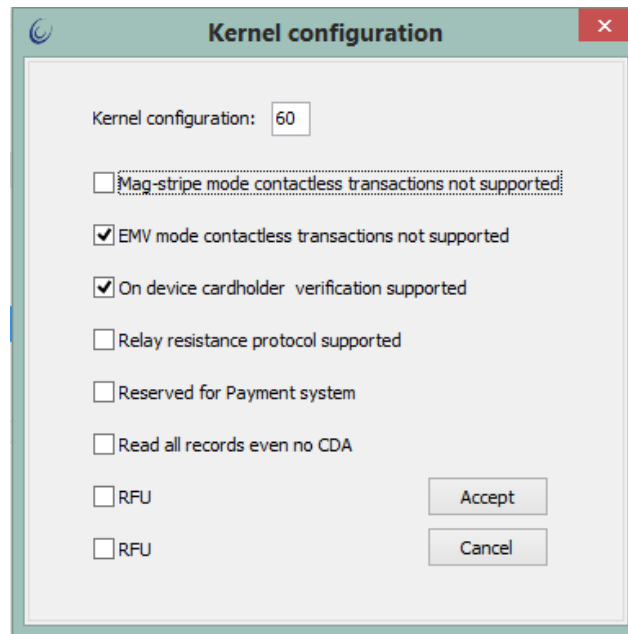 Kernel configuration
Kernel configuration: 60
Mag-stripe mode contactless transactions not supported
EMV mode contactless transactions not supported
On device cardholder verification supported
Relay resistance protocol supported
Reserved for Payment system
Read all records even no CDA
RFU
Accept
RFU
Cancel